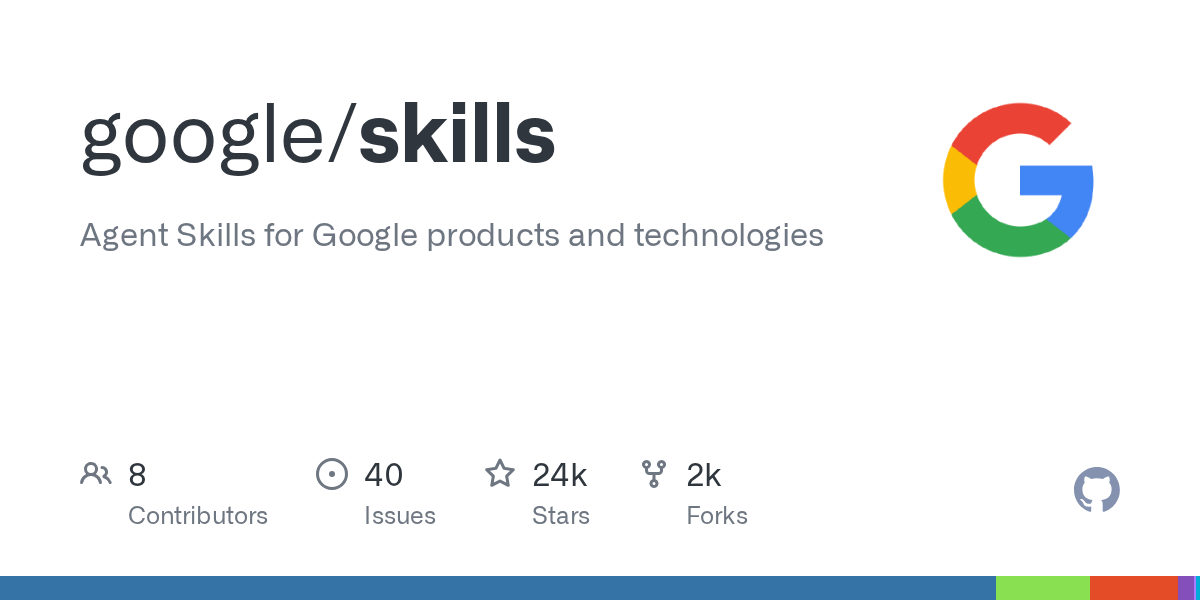 google/skills
Agent Skills for Google products and technologies
8
Contributors
40
Issues
24k
Stars
2k
Forks